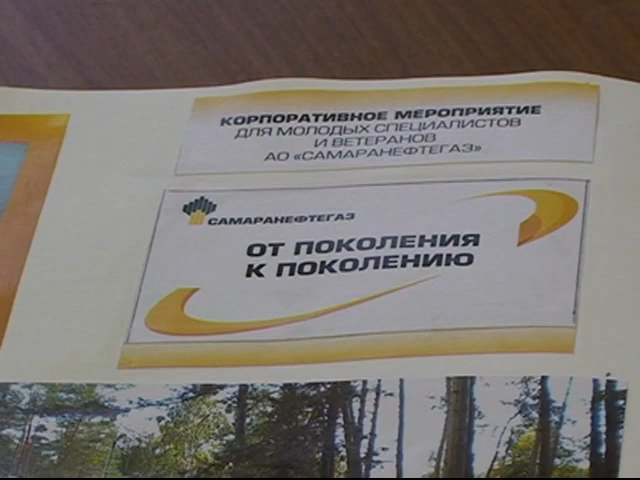 КОРПОРАТИВНОЕ МЕРОПРИЯТИЕ
ДЛЯ МОЛОДЫХ СПЕЦИАЛИСТОВ
И ВЕТЕРАНОВ
АО «САМАРАНЕФТЕГАЗ»
САМАРАНЕФТЕГАЗ
ОТ ПОКОЛЕНИЯ
К ПОКОЛЕНИЮ